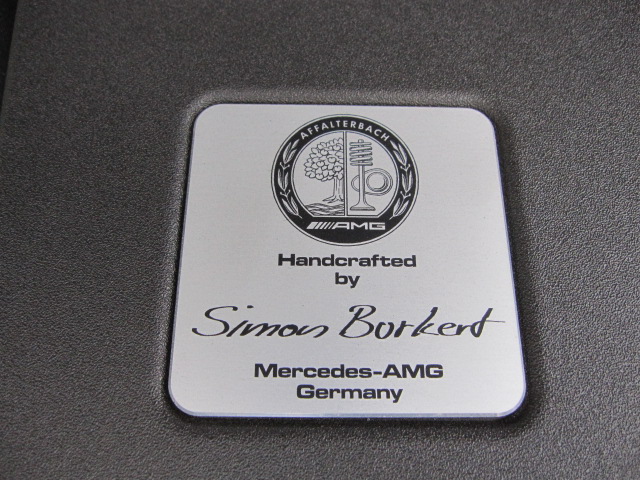 AFFALTERBACH
AMG
Handcrafted
by
Simon Borkert
Mercedes-AMG
Germany